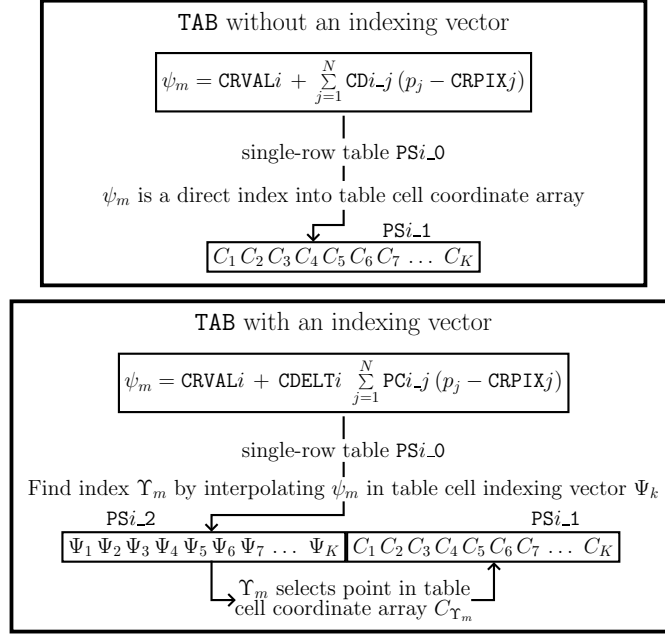 TAB without an indexing vector
ψ_m = CRVALi + ∑_{j=1}^{N} CDi_j (p_j − CRPIXj)
single-row table PSi_0
ψ_m is a direct index into table cell coordinate array
PSi_1
C_1 C_2 C_3 C_4 C_5 C_6 C_7 … C_K
TAB with an indexing vector
ψ_m = CRVALi + CDELTi ∑_{j=1}^{N} PCi_j (p_j − CRPIXj)
single-row table PSi_0
Find index Υ_m by interpolating ψ_m in table cell indexing vector Ψ_k
PSi_2 PSi_1
Ψ_1 Ψ_2 Ψ_3 Ψ_4 Ψ_5 Ψ_6 Ψ_7 … Ψ_K C_1 C_2 C_3 C_4 C_5 C_6 C_7 … C_K
Υ_m selects point in table
cell coordinate array C_{Υ_m}